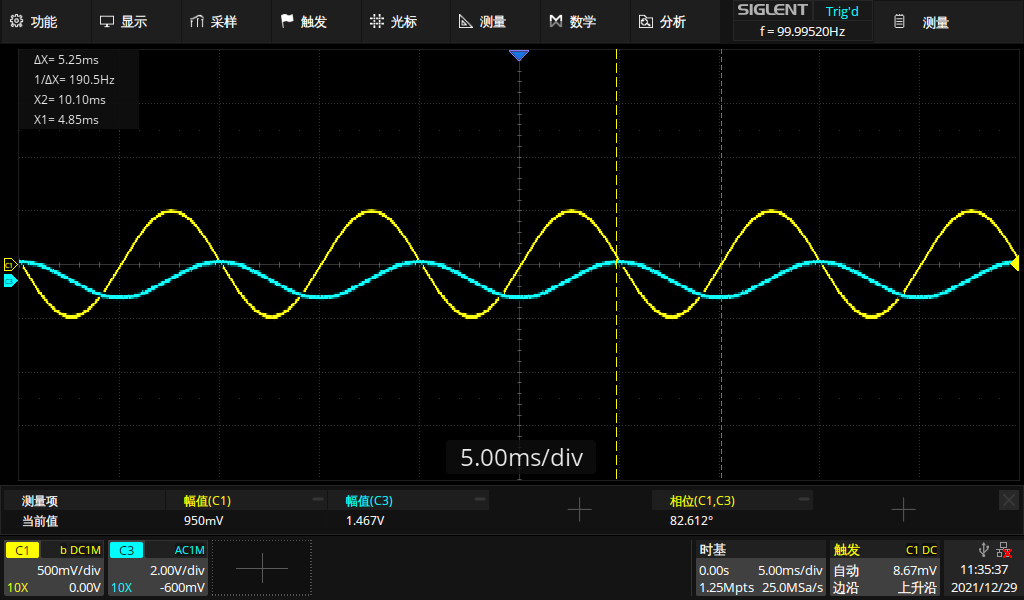 功能 显示 采样 触发 光标 测量 数学 分析 SIGLENT Trig'd 测量
f = 99.99520Hz
ΔX= 5.25ms
1/ΔX= 190.5Hz
X2= 10.10ms
X1= 4.85ms
C1
C3
5.00ms/div
测量项 幅值(C1) 幅值(C3) 相位(C1,C3)
当前值 950mV 1.467V 82.612°
C1 b DC1M C3 AC1M 时基 触发 C1 DC
500mV/div 2.00V/div 0.00s 5.00ms/div 自动 8.67mV 11:35:37
10X 0.00V 10X -600mV 1.25Mpts 25.0MSa/s 边沿 上升沿 2021/12/29